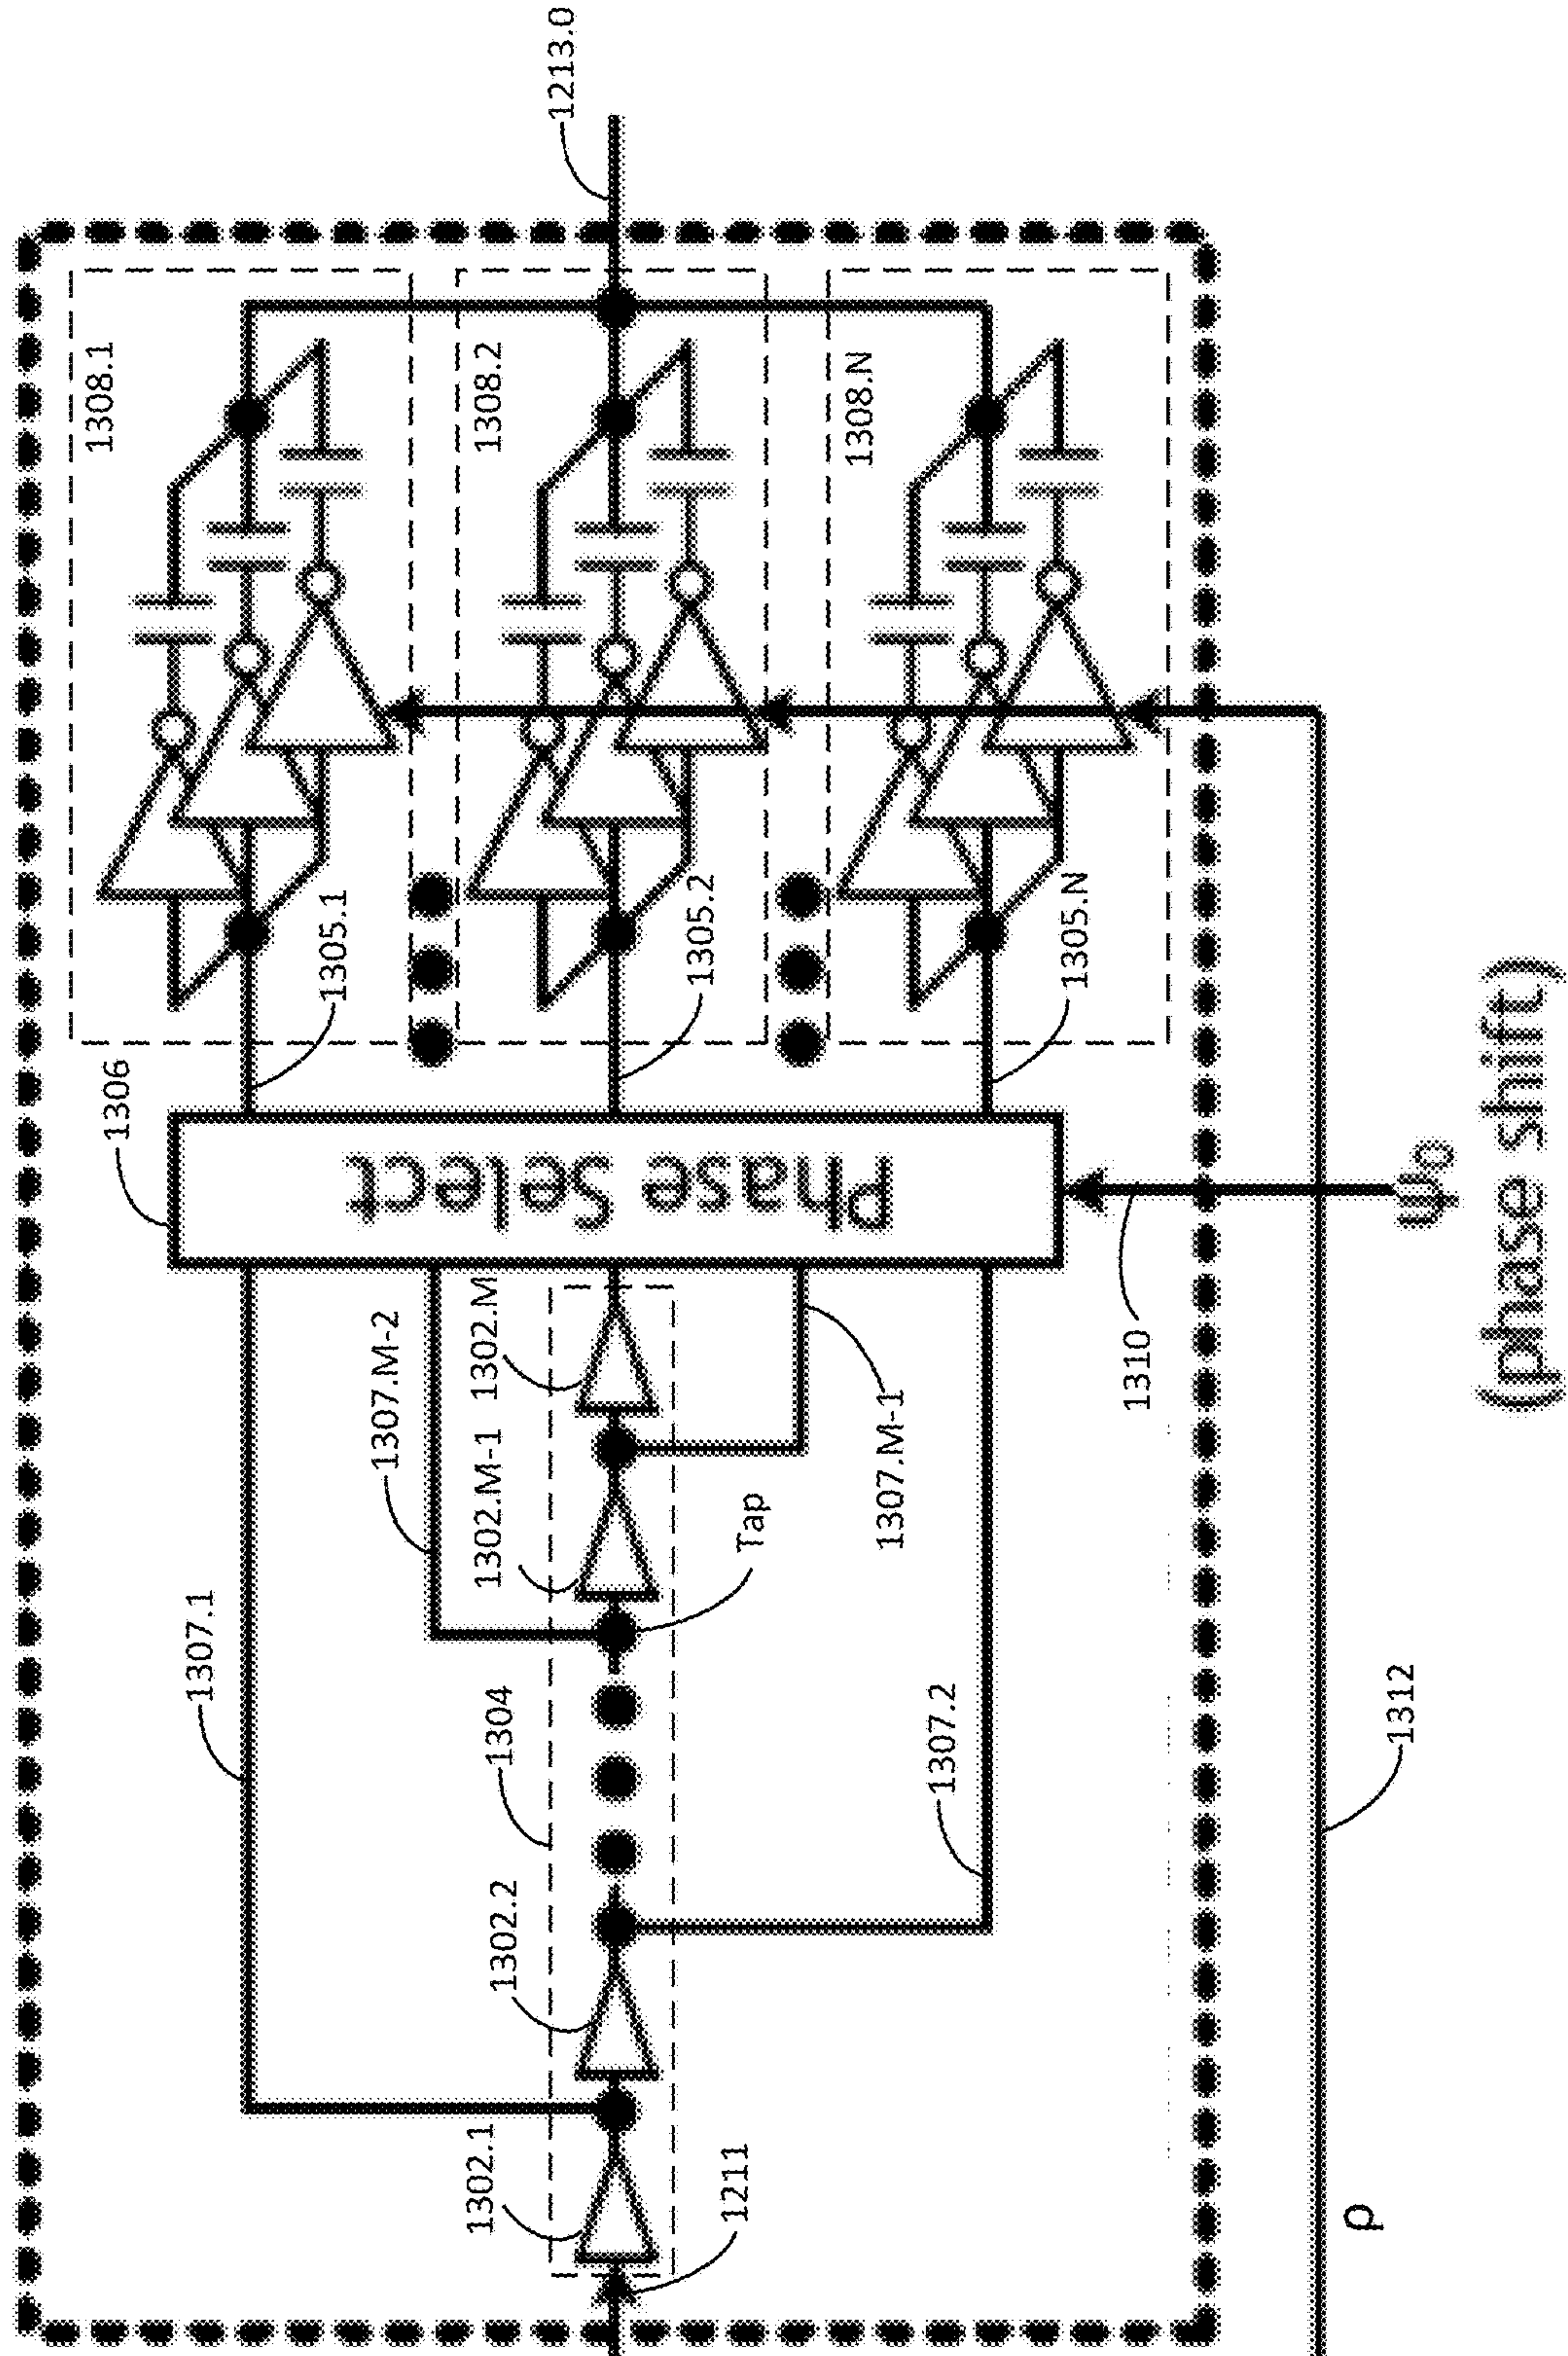 1213.0
1308.1
1308.2
1308.N
1305.1
1305.2
1305.N
1306
Phase Select
1310
Ψ0
(phase shift)
1307.M-2
1302.M
1302.M-1
1307.M-1
Tap
1307.1
1304
1307.2
1302.2
1312
1302.1
1211
ρ